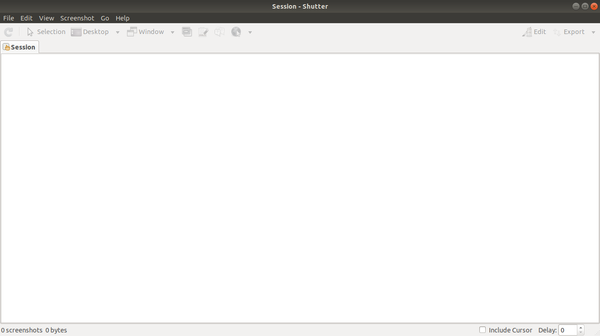 Session - Shutter
File Edit View Screenshot Go Help
Selection Desktop Window Edit Export
Session
0 screenshots 0 bytes Include Cursor Delay: 0